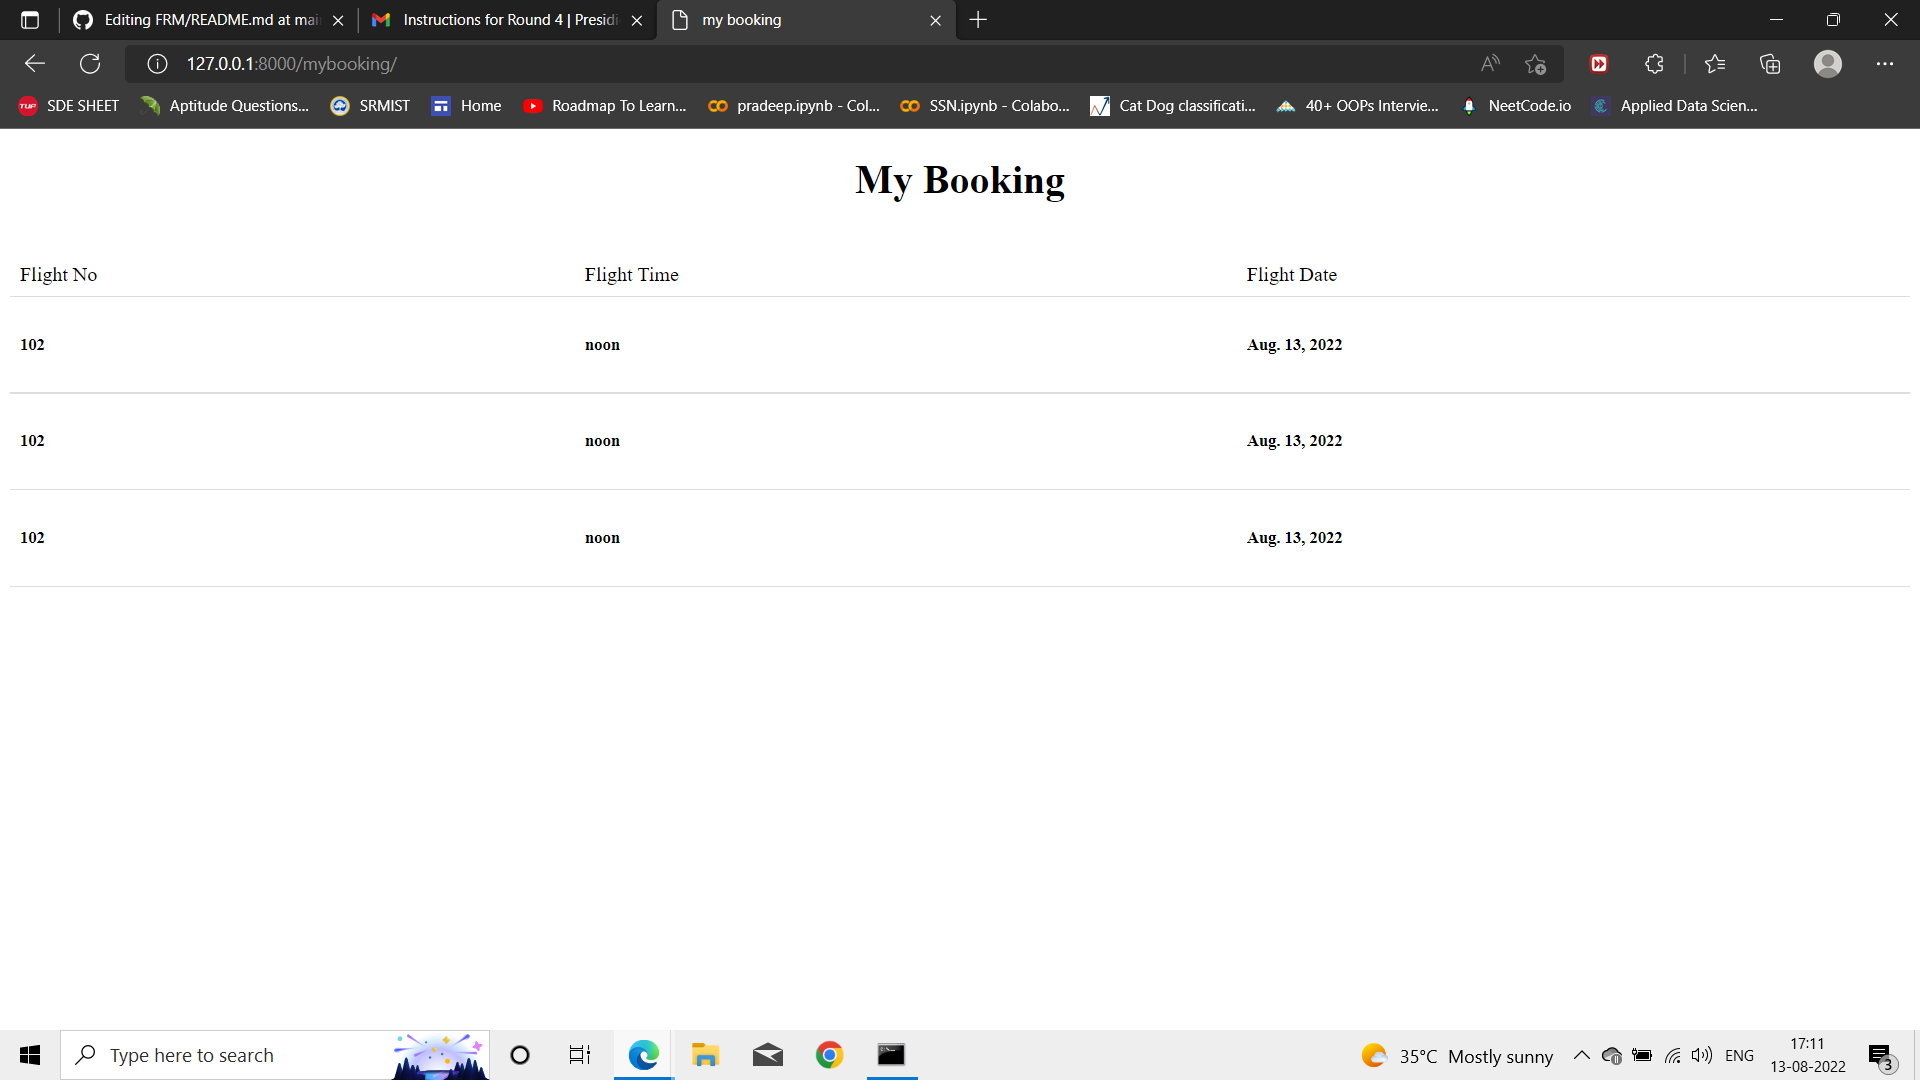 Editing FRM/README.md at mai
Instructions for Round 4 | Presidi
my booking
127.0.0.1:8000/mybooking/
SDE SHEET
Aptitude Questions...
SRMIST
Home
Roadmap To Learn...
pradeep.ipynb - Col...
SSN.ipynb - Colabo...
Cat Dog classificati...
40+ OOPs Intervie...
NeetCode.io
Applied Data Scien...
My Booking
Flight No Flight Time Flight Date
102 noon Aug. 13, 2022
102 noon Aug. 13, 2022
102 noon Aug. 13, 2022
Type here to search
35°C Mostly sunny
ENG
17:11
13-08-2022
3